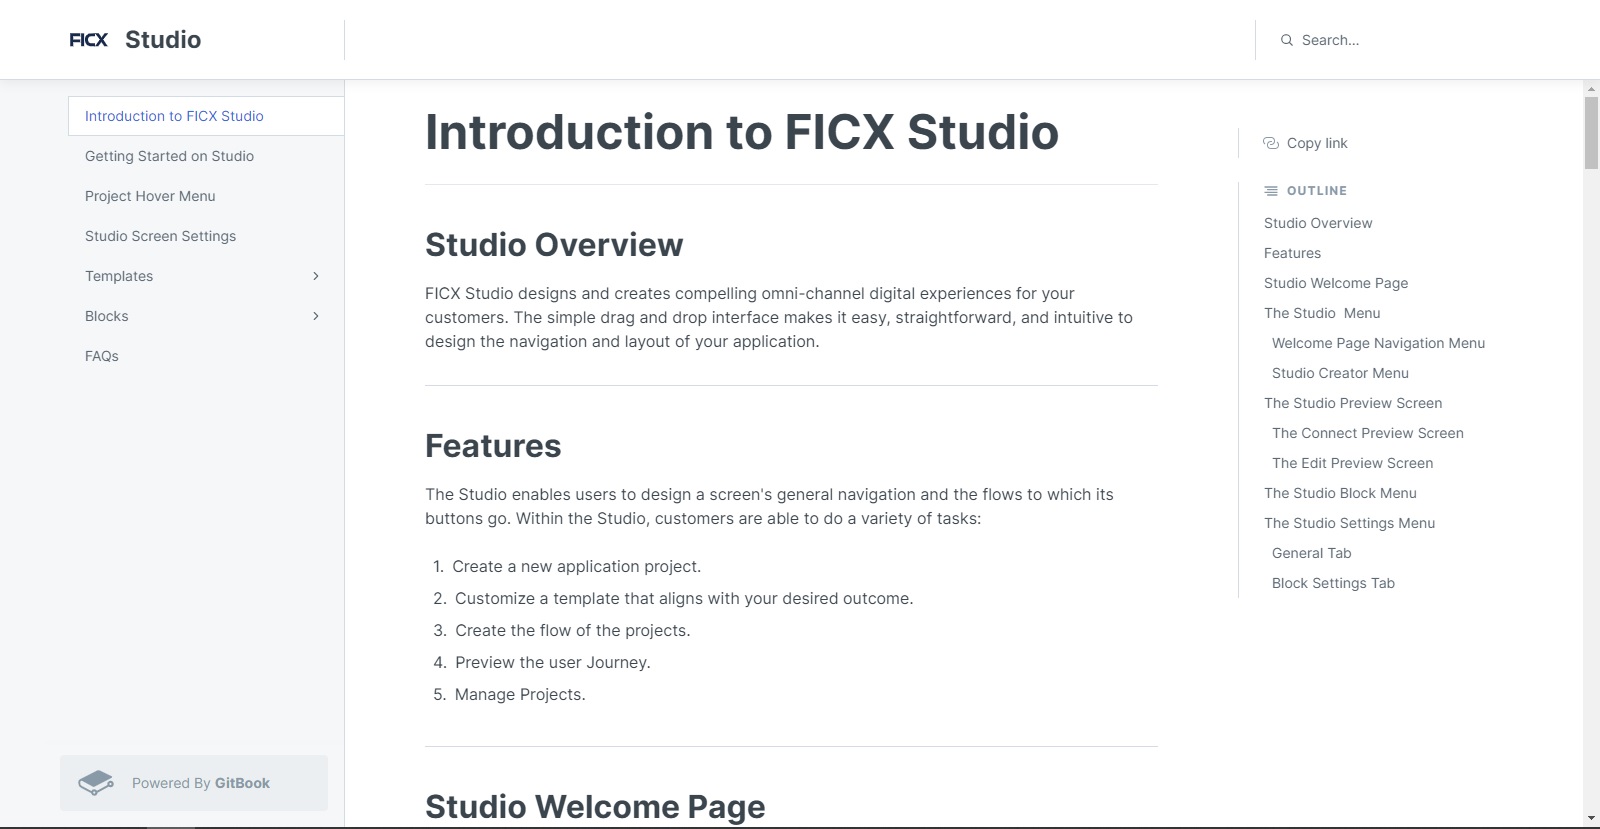 FICX Studio
Search...
Introduction to FICX Studio
Getting Started on Studio
Project Hover Menu
Studio Screen Settings
Templates
Blocks
FAQs
Powered By GitBook
Introduction to FICX Studio
Studio Overview
FICX Studio designs and creates compelling omni-channel digital experiences for your
customers. The simple drag and drop interface makes it easy, straightforward, and intuitive to
design the navigation and layout of your application.
Features
The Studio enables users to design a screen's general navigation and the flows to which its
buttons go. Within the Studio, customers are able to do a variety of tasks:
1. Create a new application project.
2. Customize a template that aligns with your desired outcome.
3. Create the flow of the projects.
4. Preview the user Journey.
5. Manage Projects.
Studio Welcome Page
Copy link
OUTLINE
Studio Overview
Features
Studio Welcome Page
The Studio  Menu
Welcome Page Navigation Menu
Studio Creator Menu
The Studio Preview Screen
The Connect Preview Screen
The Edit Preview Screen
The Studio Block Menu
The Studio Settings Menu
General Tab
Block Settings Tab